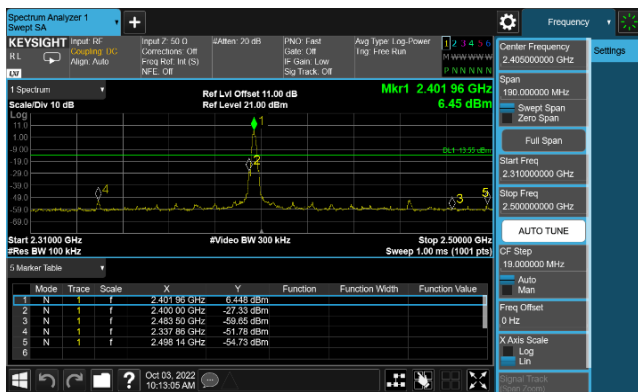 Spectrum Analyzer 1
Swept SA
Frequency
KEYSIGHT Input: RF Input Z: 50 Ω #Atten: 20 dB PNO: Fast Avg Type: Log-Power 1 2 3 4 5 6
RL Coupling: DC Corrections: Off Gate: Off Trig: Free Run M W W W W W
Align: Auto Freq Ref: Int (S) IF Gain: Low
LXI NFE: Off Sig Track: Off P N N N N N
1 Spectrum Ref Lvl Offset 11.00 dB Mkr1 2.401 96 GHz
Scale/Div 10 dB Ref Level 21.00 dBm 6.45 dBm
Log
11.0
1.00
-9.00
DL1 -13.55 dBm
-19.0
-29.0
-39.0
-49.0
-59.0
-69.0
1
2
3
4
5
Start 2.31000 GHz #Video BW 300 kHz Stop 2.50000 GHz
#Res BW 100 kHz Sweep 1.00 ms (1001 pts)
5 Marker Table
Mode Trace Scale X Y Function Function Width Function Value
1 N 1 f 2.401 96 GHz 6.448 dBm
2 N 1 f 2.400 00 GHz -27.33 dBm
3 N 1 f 2.483 50 GHz -59.65 dBm
4 N 1 f 2.337 86 GHz -51.78 dBm
5 N 1 f 2.498 14 GHz -54.73 dBm
6
Oct 03, 2022
10:13:05 AM
Center Frequency
2.405000000 GHz
Settings
Span
190.000000 MHz
Swept Span
Zero Span
Full Span
Start Freq
2.310000000 GHz
Stop Freq
2.500000000 GHz
AUTO TUNE
CF Step
19.000000 MHz
Auto
Man
Freq Offset
0 Hz
X Axis Scale
Log
Lin
Signal Track
(Span Zoom)